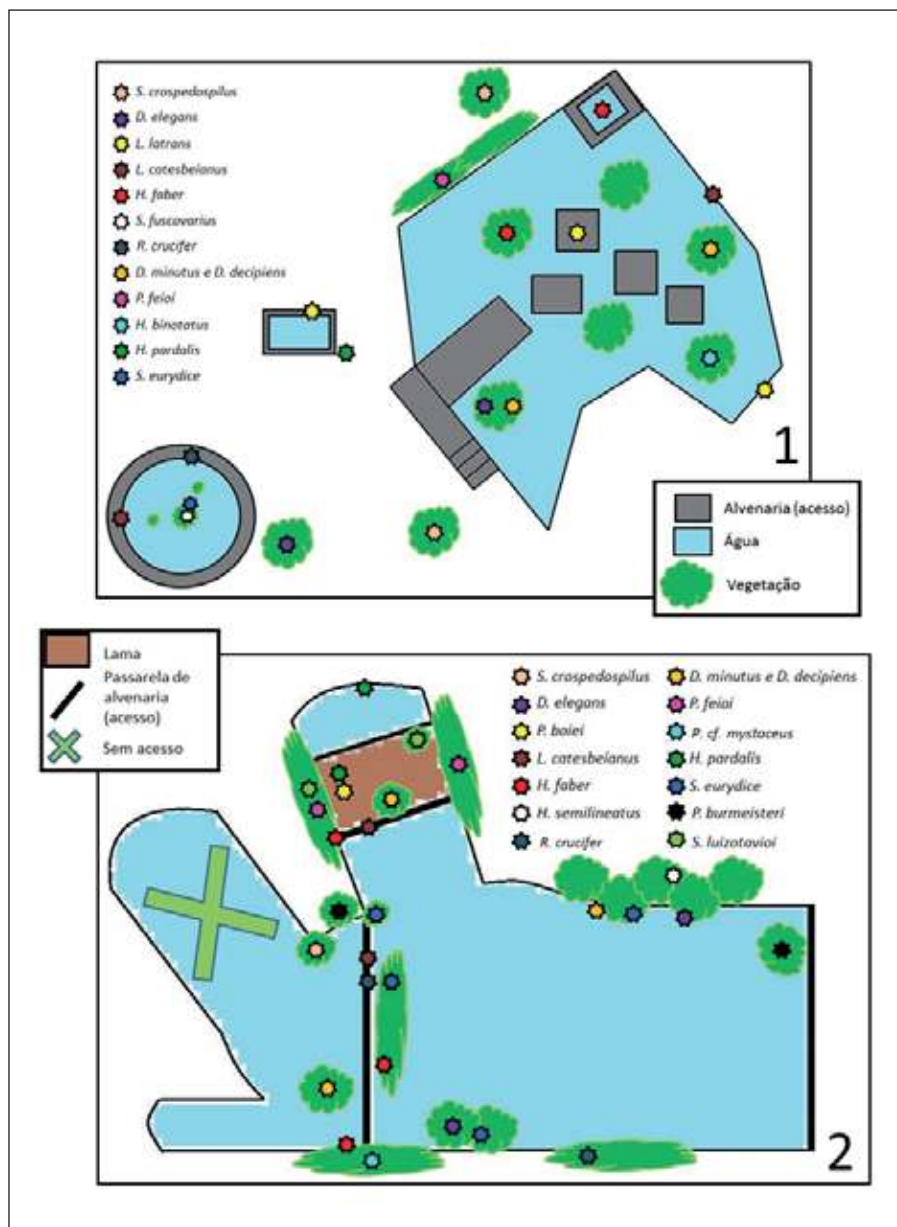 S. crospedospilus
D. elegans
L. latrans
L. catesbeianus
H. faber
S. fuscovarius
R. crucifer
D. minutus e D. decipiens
P. feioi
H. binotatus
H. pardalis
S. eurydice
1
Alvenaria (acesso)
Água
Vegetação
Lama
Passarela de
alvenaria
(acesso)
Sem acesso
S. crospedospilus
D. elegans
P. boiei
L. catesbeianus
H. faber
H. semilineatus
R. crucifer
D. minutus e D. decipiens
P. feioi
P. cf. mystaceus
H. pardalis
S. eurydice
P. burmeisteri
S. luizotavioi
2